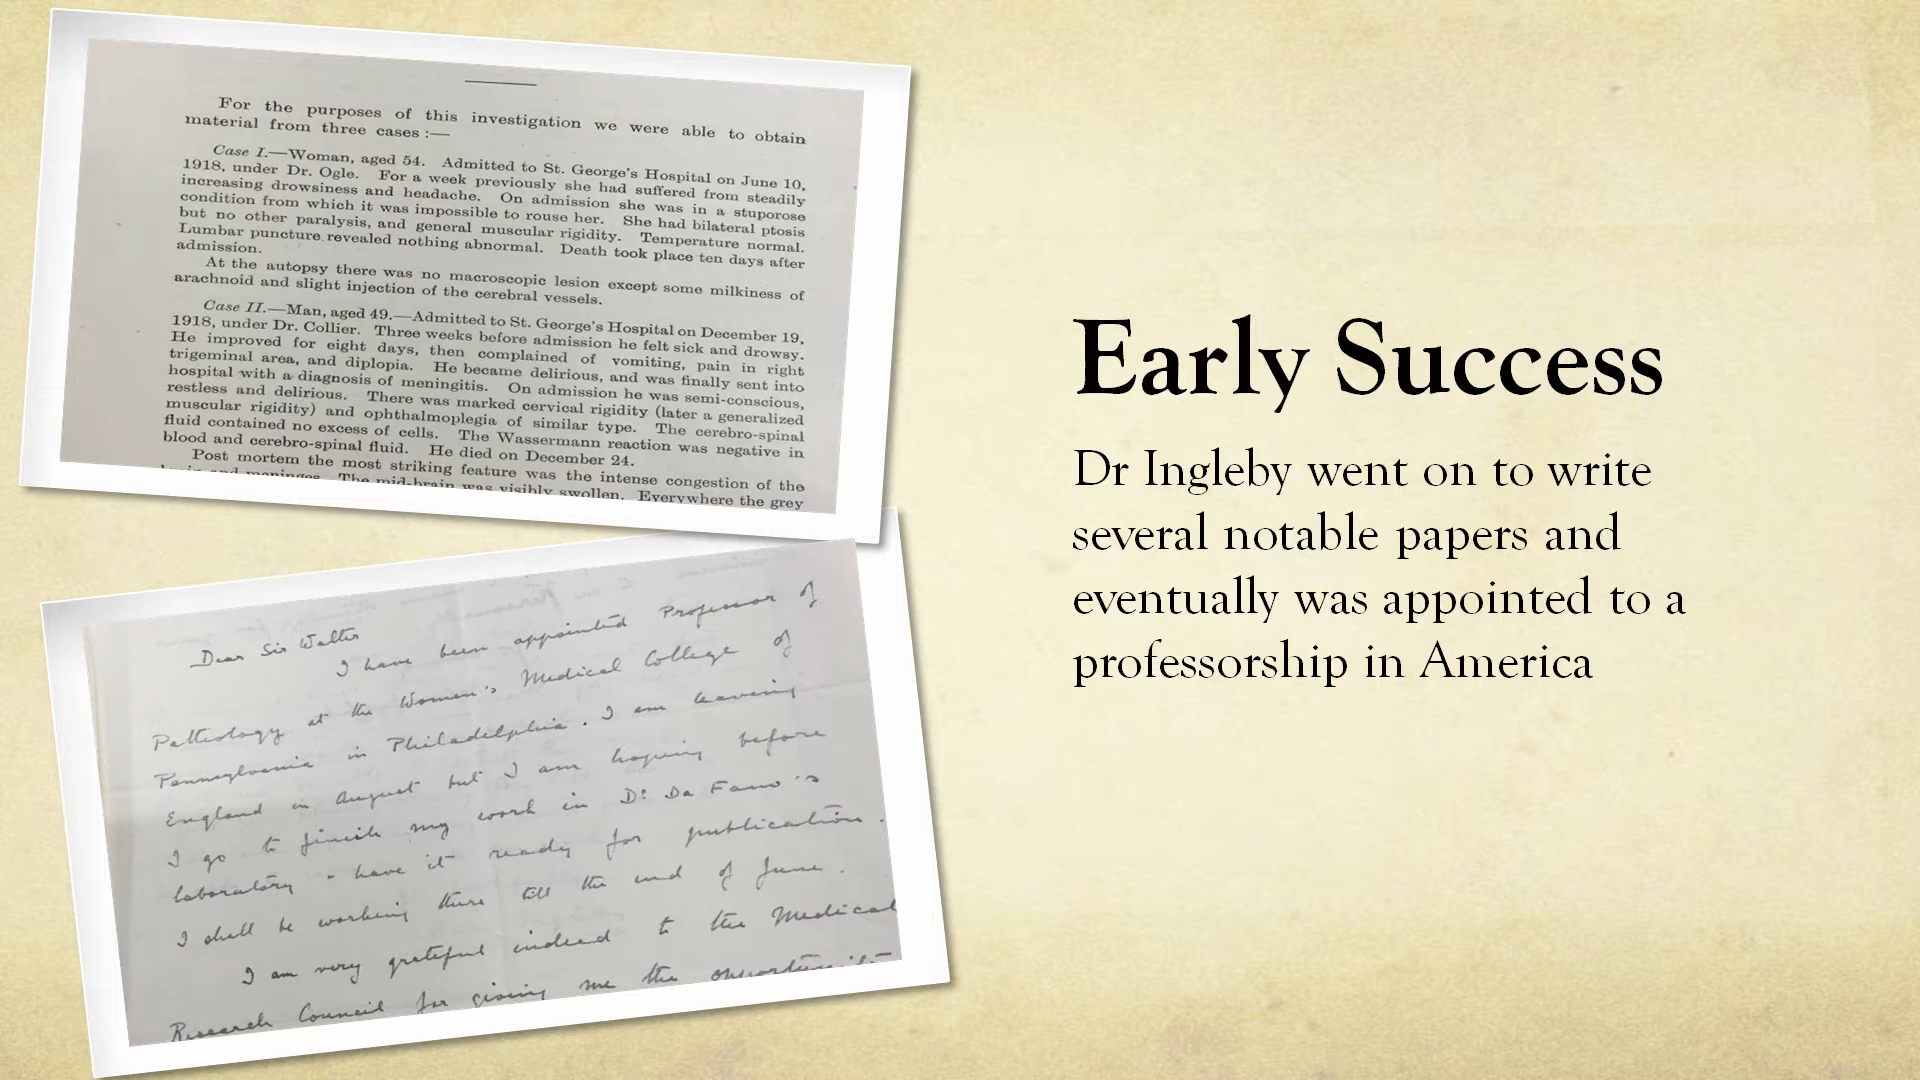 For the purposes of this investigation we were able to obtain
material from three cases :—
Case I.—Woman, aged 54. Admitted to St. George's Hospital on June 10,
1918, under Dr. Ogle. For a week previously she had suffered from steadily
increasing drowsiness and headache. On admission she was in a stuporose
condition from which it was impossible to rouse her. She had bilateral ptosis
but no other paralysis, and general muscular rigidity. Temperature normal.
Lumbar puncture revealed nothing abnormal. Death took place ten days after
admission.
At the autopsy there was no macroscopic lesion except some milkiness of
arachnoid and slight injection of the cerebral vessels.
Case II.—Man, aged 49.—Admitted to St. George's Hospital on December 19,
1918, under Dr. Collier. Three weeks before admission he felt sick and drowsy.
He improved for eight days, then complained of vomiting, pain in right
trigeminal area, and diplopia. He became delirious, and was finally sent into
hospital with a diagnosis of meningitis. On admission he was semi-conscious,
restless and delirious. There was marked cervical rigidity (later a generalized
muscular rigidity) and ophthalmoplegia of similar type. The cerebro-spinal
fluid contained no excess of cells. The Wassermann reaction was negative in
blood and cerebro-spinal fluid. He died on December 24.
Post mortem the most striking feature was the intense congestion of the
brain and meninges. The mid-brain was visibly swollen. Everywhere the grey
Dear Sir Walter
I have been appointed Professor of
Pathology at the Women's Medical College of
Pennsylvania in Philadelphia. I am leaving
England in August but I am hoping before
I go to finish my work in Dr Da Fano's
laboratory & have it ready for publication.
I shall be working there till the end of June.
I am very grateful indeed to the Medical
Research Council for giving me the opportunity
Early Success
Dr Ingleby went on to write
several notable papers and
eventually was appointed to a
professorship in America